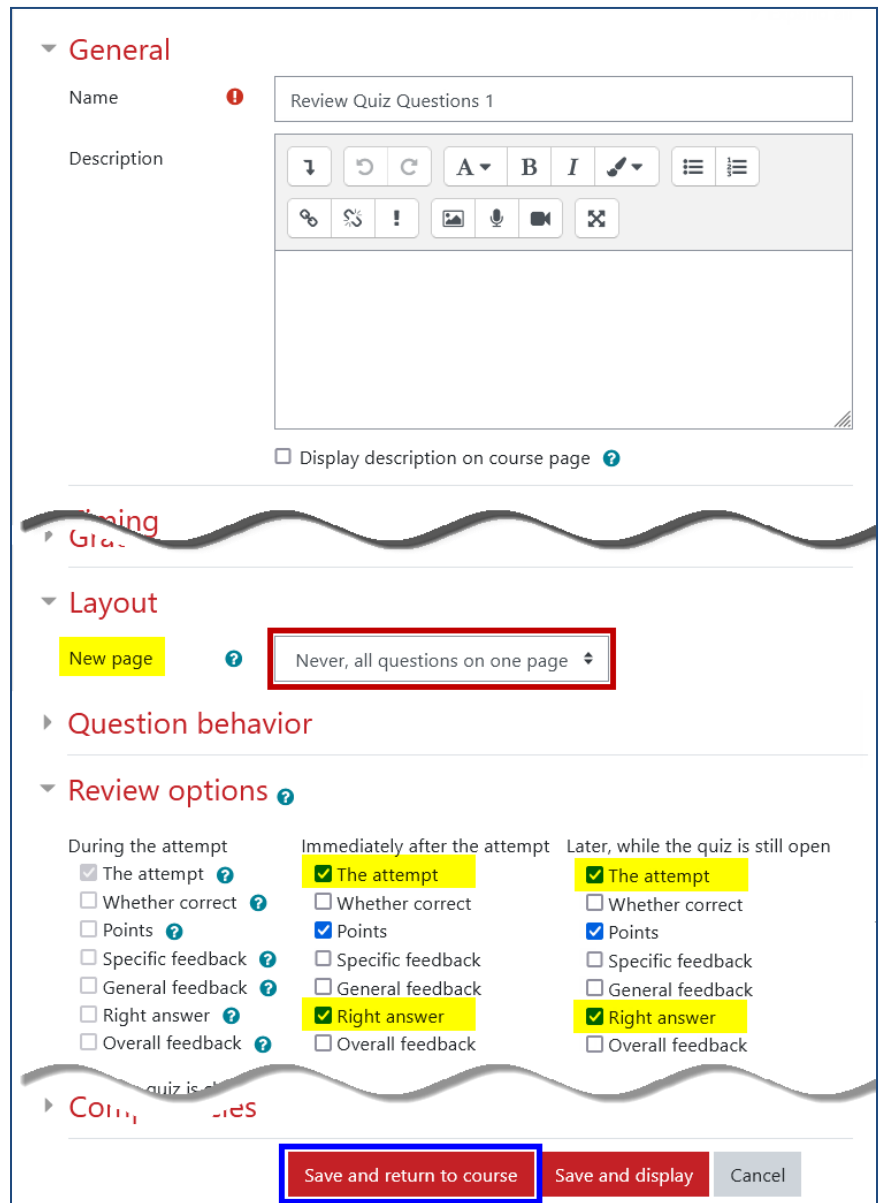 General
Name
Review Quiz Questions 1
Description
A B I
Display description on course page
Timing
Layout
New page
Never, all questions on one page
Question behavior
Review options
During the attempt Immediately after the attempt Later, while the quiz is still open
The attempt The attempt The attempt
Whether correct Whether correct Whether correct
Points Points Points
Specific feedback Specific feedback Specific feedback
General feedback General feedback General feedback
Right answer Right answer Right answer
Overall feedback Overall feedback Overall feedback
quiz is
Save and return to course Save and display Cancel